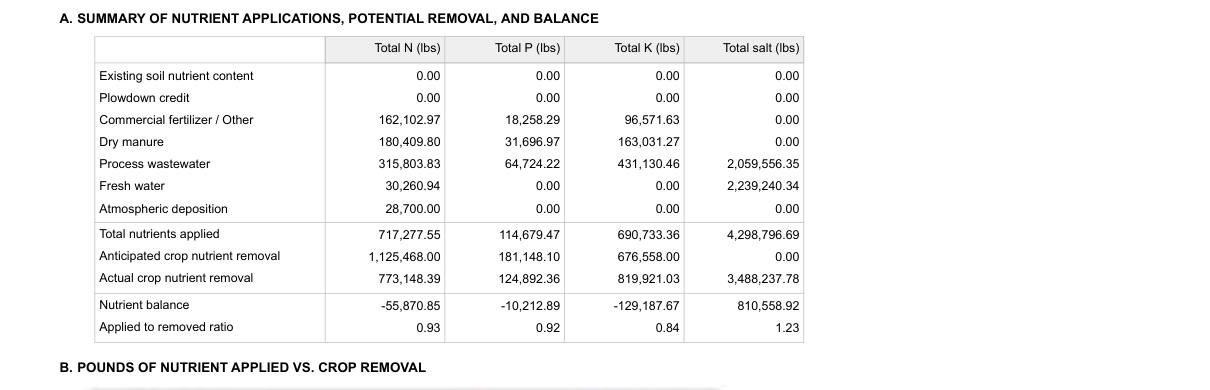 A. SUMMARY OF NUTRIENT APPLICATIONS, POTENTIAL REMOVAL, AND BALANCE
Total N (lbs) Total P (lbs) Total K (lbs) Total salt (lbs)
Existing soil nutrient content 0.00 0.00 0.00 0.00
Plowdown credit 0.00 0.00 0.00 0.00
Commercial fertilizer / Other 162,102.97 18,258.29 96,571.63 0.00
Dry manure 180,409.80 31,696.97 163,031.27 0.00
Process wastewater 315,803.83 64,724.22 431,130.46 2,059,556.35
Fresh water 30,260.94 0.00 0.00 2,239,240.34
Atmospheric deposition 28,700.00 0.00 0.00 0.00
Total nutrients applied 717,277.55 114,679.47 690,733.36 4,298,796.69
Anticipated crop nutrient removal 1,125,468.00 181,148.10 676,558.00 0.00
Actual crop nutrient removal 773,148.39 124,892.36 819,921.03 3,488,237.78
Nutrient balance -55,870.85 -10,212.89 -129,187.67 810,558.92
Applied to removed ratio 0.93 0.92 0.84 1.23
B. POUNDS OF NUTRIENT APPLIED VS. CROP REMOVAL